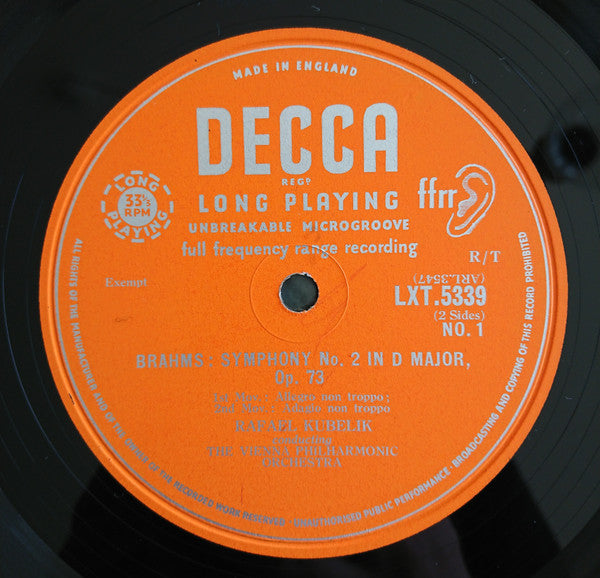 MADE IN ENGLAND
DECCA
REGD
LONG PLAYING
UNBREAKABLE MICROGROOVE
full frequency range recording
ffrr
LONG
33⅓
RPM
PLAYING
R/T
Exempt
(ARL.3547)
LXT.5339
(2 Sides)
NO. 1
BRAHMS: SYMPHONY No. 2 IN D MAJOR,
Op. 73
1st Mov.: Allegro non troppo;
2nd Mov.: Adagio non troppo
RAFAEL KUBELIK
conducting
THE VIENNA PHILHARMONIC
ORCHESTRA
ALL RIGHTS OF THE MANUFACTURER AND OF THE OWNER OF THE RECORDED WORK RESERVED · UNAUTHORISED PUBLIC PERFORMANCE · BROADCASTING AND COPYING OF THIS RECORD PROHIBITED